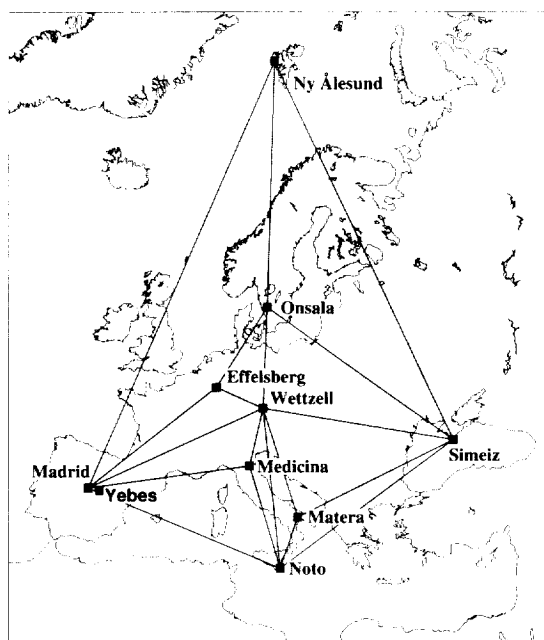 Ny Ålesund
Onsala
Effelsberg
Wettzell
Simeiz
Medicina
Madrid
Yebes
Matera
Noto